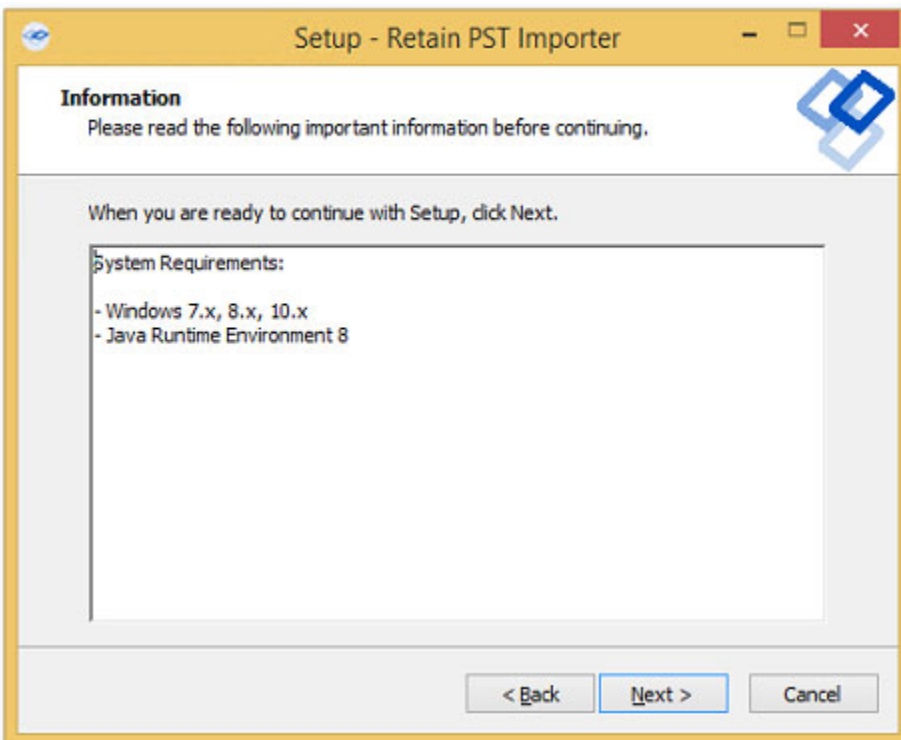 Setup - Retain PST Importer
Information
Please read the following important information before continuing.
When you are ready to continue with Setup, click Next.
System Requirements:
- Windows 7.x, 8.x, 10.x
- Java Runtime Environment 8
< Back Next > Cancel